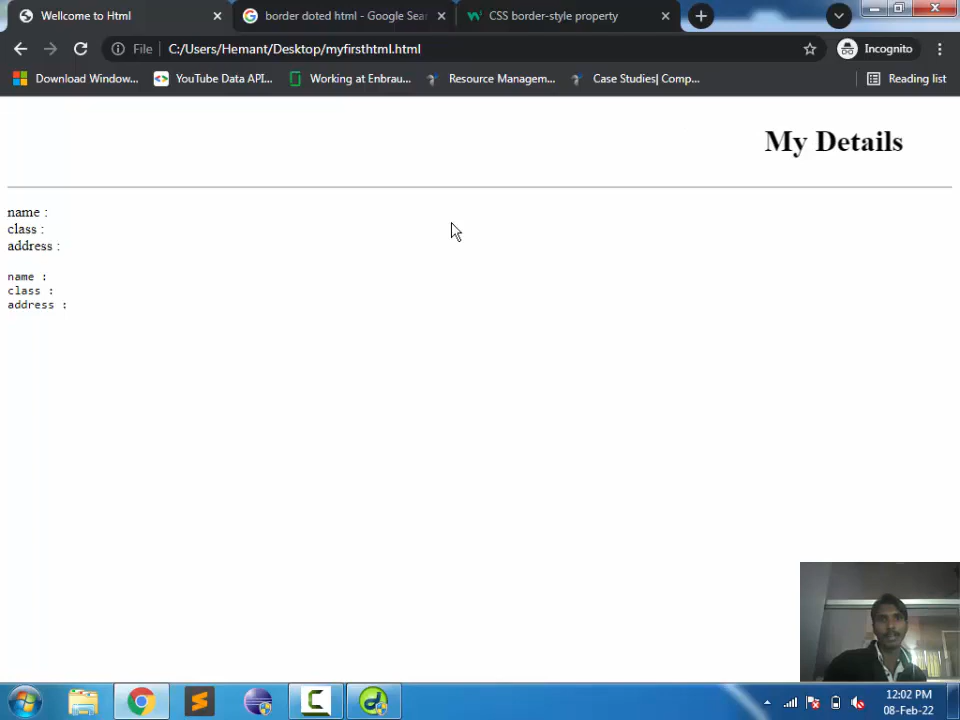 Wellcome to Html
border doted html - Google Sear
CSS border-style property
File
C:/Users/Hemant/Desktop/myfirsthtml.html
Incognito
Download Window...
YouTube Data API...
Working at Enbrau...
Resource Managem...
Case Studies| Comp...
Reading list
My Details
name :
class :
address :
name :
class :
address :
12:02 PM
08-Feb-22